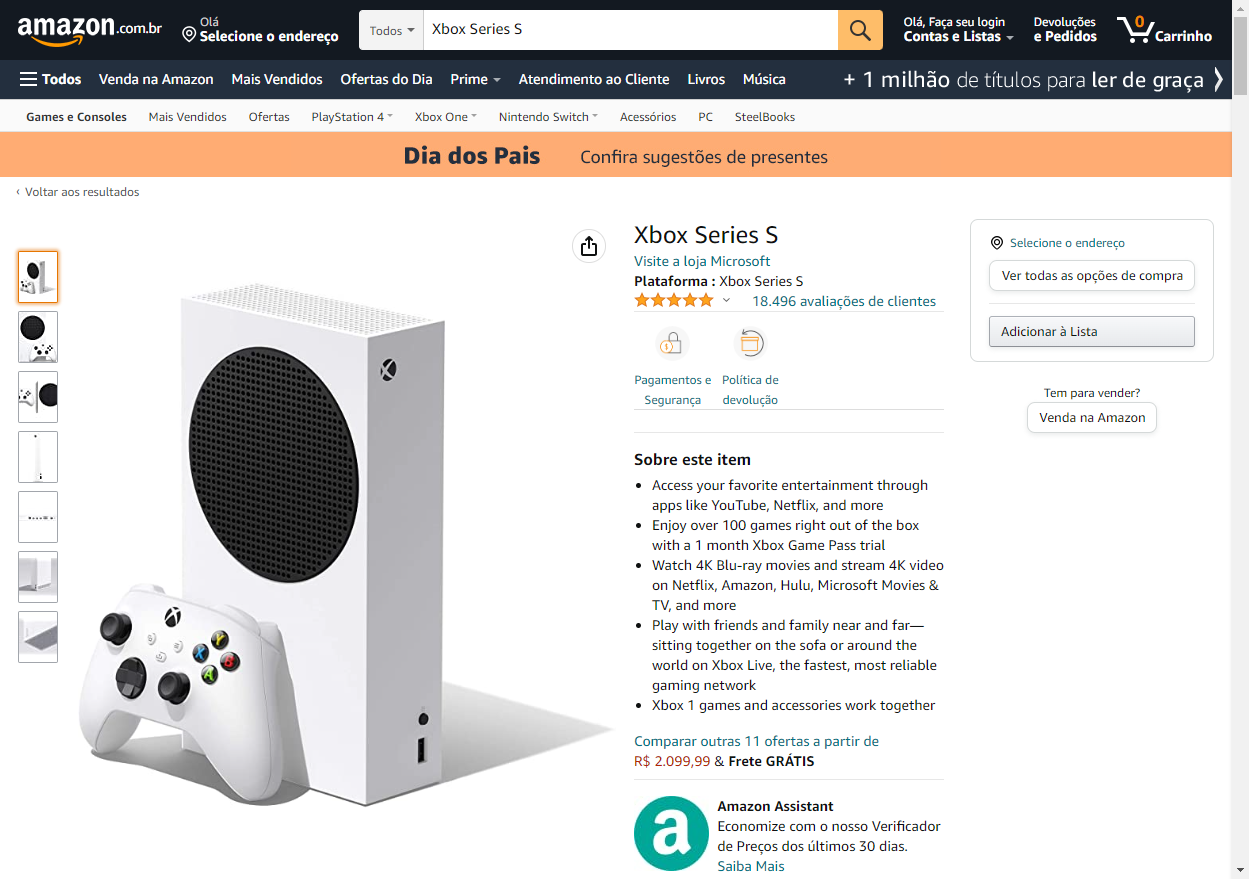 amazon.com.br
Olá
Selecione o endereço
Todos
Xbox Series S
Olá, Faça seu login
Contas e Listas
Devoluções
e Pedidos
0
Carrinho
Todos
Venda na Amazon
Mais Vendidos
Ofertas do Dia
Prime
Atendimento ao Cliente
Livros
Música
+ 1 milhão de títulos para ler de graça
Games e Consoles
Mais Vendidos
Ofertas
PlayStation 4
Xbox One
Nintendo Switch
Acessórios
PC
SteelBooks
Dia dos Pais
Confira sugestões de presentes
‹ Voltar aos resultados
Xbox Series S
Visite a loja Microsoft
Plataforma : Xbox Series S
18.496 avaliações de clientes
Pagamentos e
Segurança
Política de
devolução
Sobre este item
Access your favorite entertainment through
apps like YouTube, Netflix, and more
Enjoy over 100 games right out of the box
with a 1 month Xbox Game Pass trial
Watch 4K Blu-ray movies and stream 4K video
on Netflix, Amazon, Hulu, Microsoft Movies &
TV, and more
Play with friends and family near and far—
sitting together on the sofa or around the
world on Xbox Live, the fastest, most reliable
gaming network
Xbox 1 games and accessories work together
Comparar outras 11 ofertas a partir de
R$ 2.099,99 & Frete GRÁTIS
a
Amazon Assistant
Economize com o nosso Verificador
de Preços dos últimos 30 dias.
Saiba Mais
Selecione o endereço
Ver todas as opções de compra
Adicionar à Lista
Tem para vender?
Venda na Amazon
Y
X
B
A